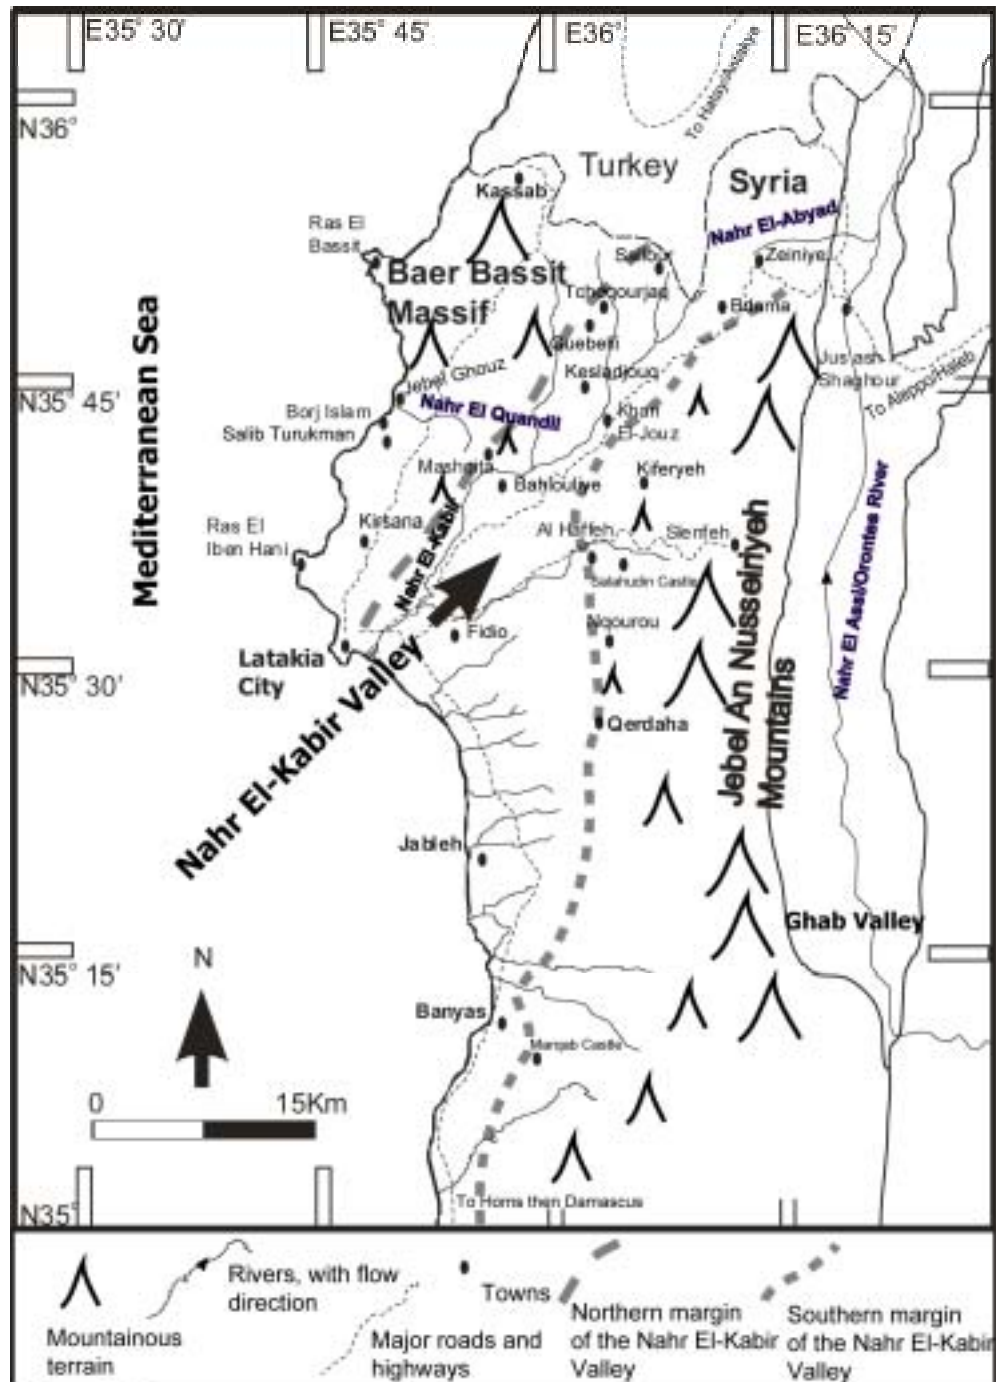 E35° 30'
E35° 45'
E36°
E36° 15'
N36°
To Hatay/Antakya
Turkey
Syria
Kassab
Nahr El-Abyad
Ras El
Bassit
Zeiniye
Baer Bassit
Massif
Bdama
Mediterranean Sea
Jebel Ghouz
Kesladjouq
Jusr ash
Shaghour
To Aleppo/Haleb
N35° 45'
Nahr El Quandil
Borj Islam
Salib Turukman
Khan
El-Jouz
Mashqita
Bahlouliye
Kiferyeh
Nahr El Assi/Orontes River
Ras El
Iben Hani
Kirsana
Nahr El-Kabir
Al Haffeh
Slenfeh
Salahudin Castle
Jebel An Nusseiriyeh
Mountains
Fidio
Nqourou
Latakia
City
N35° 30'
Nahr El-Kabir Valley
Qerdaha
Jableh
Ghab Valley
N
N35° 15'
Banyas
Marqab Castle
0
15Km
To Homs then Damascus
N35°
Mountainous
terrain
Rivers, with flow
direction
Major roads and
highways
Towns
Northern margin
of the Nahr El-Kabir
Valley
Southern margin
of the Nahr El-Kabir
Valley